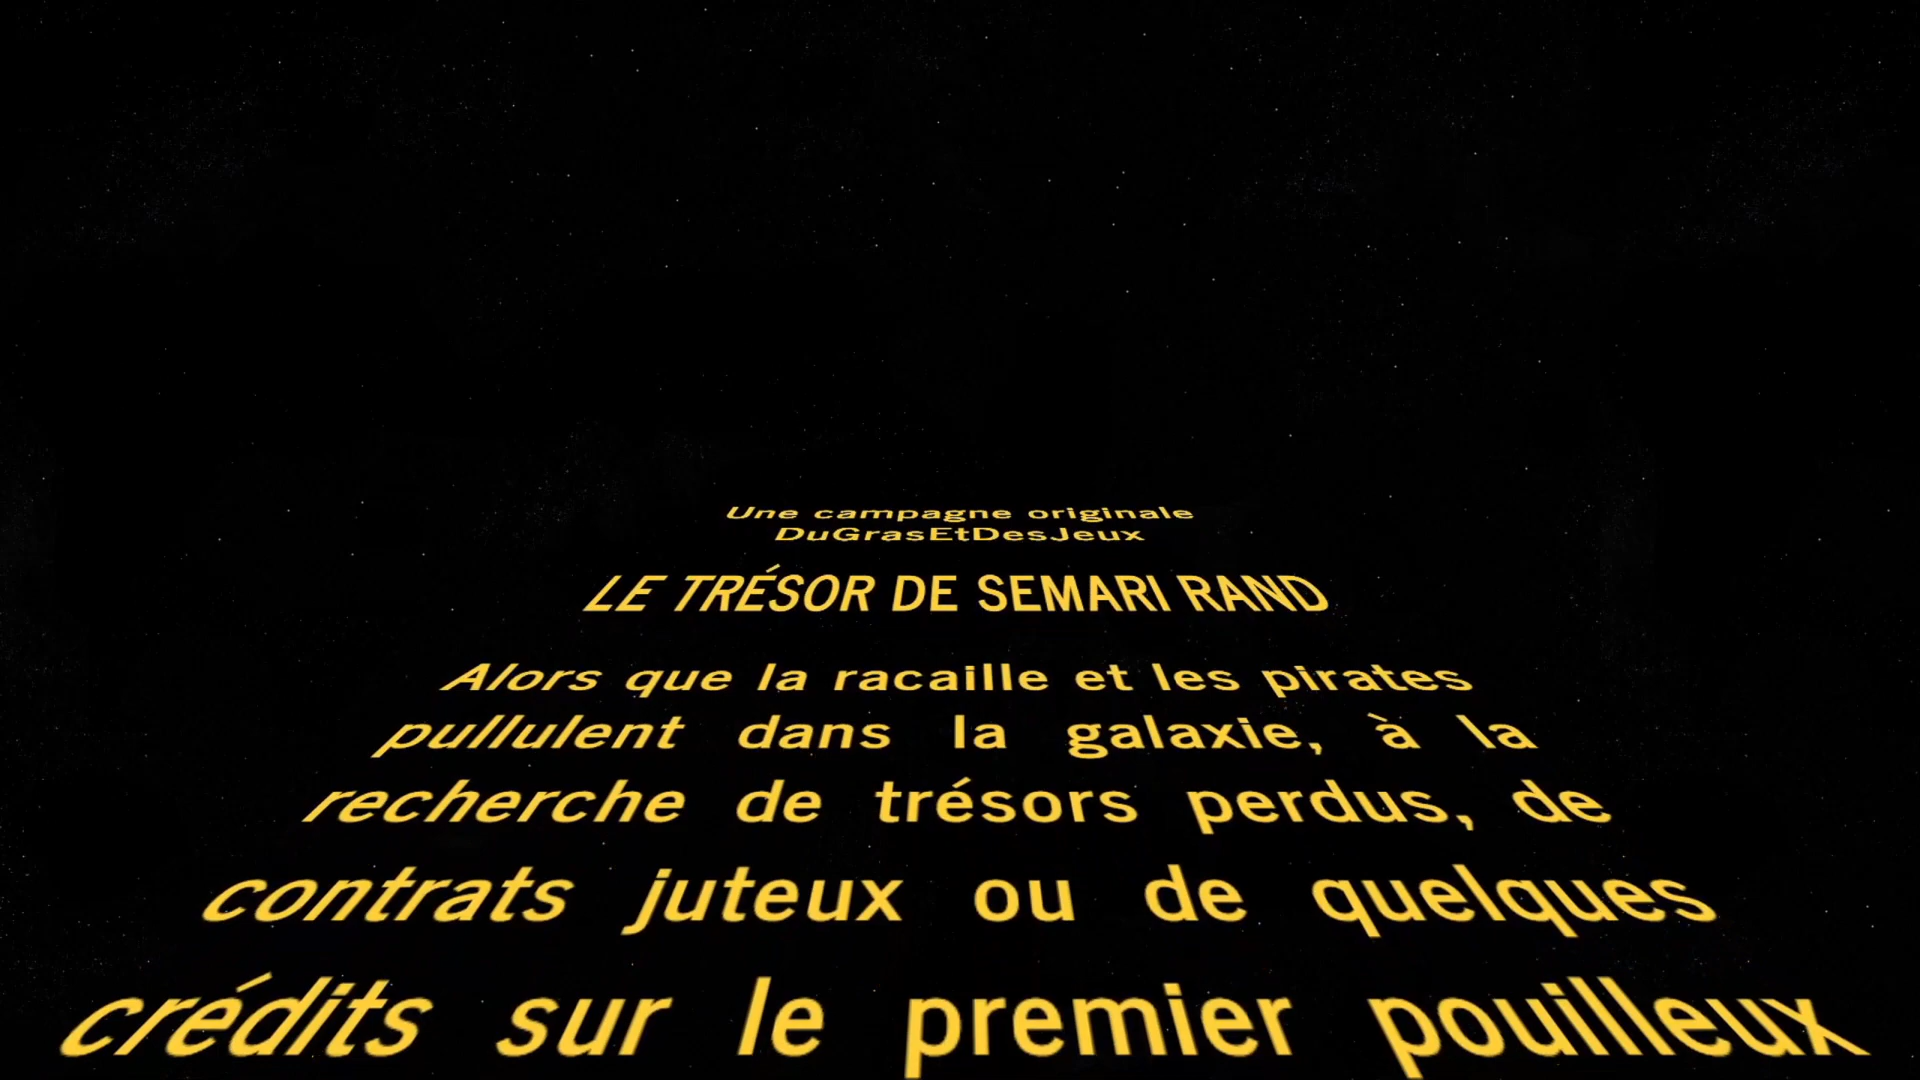 Une campagne originale
DuGrasEtDesJeux
LE TRÉSOR DE SEMARI RAND
Alors que la racaille et les pirates
pullulent dans la galaxie, à la
recherche de trésors perdus, de
contrats juteux ou de quelques
crédits sur le premier pouilleux